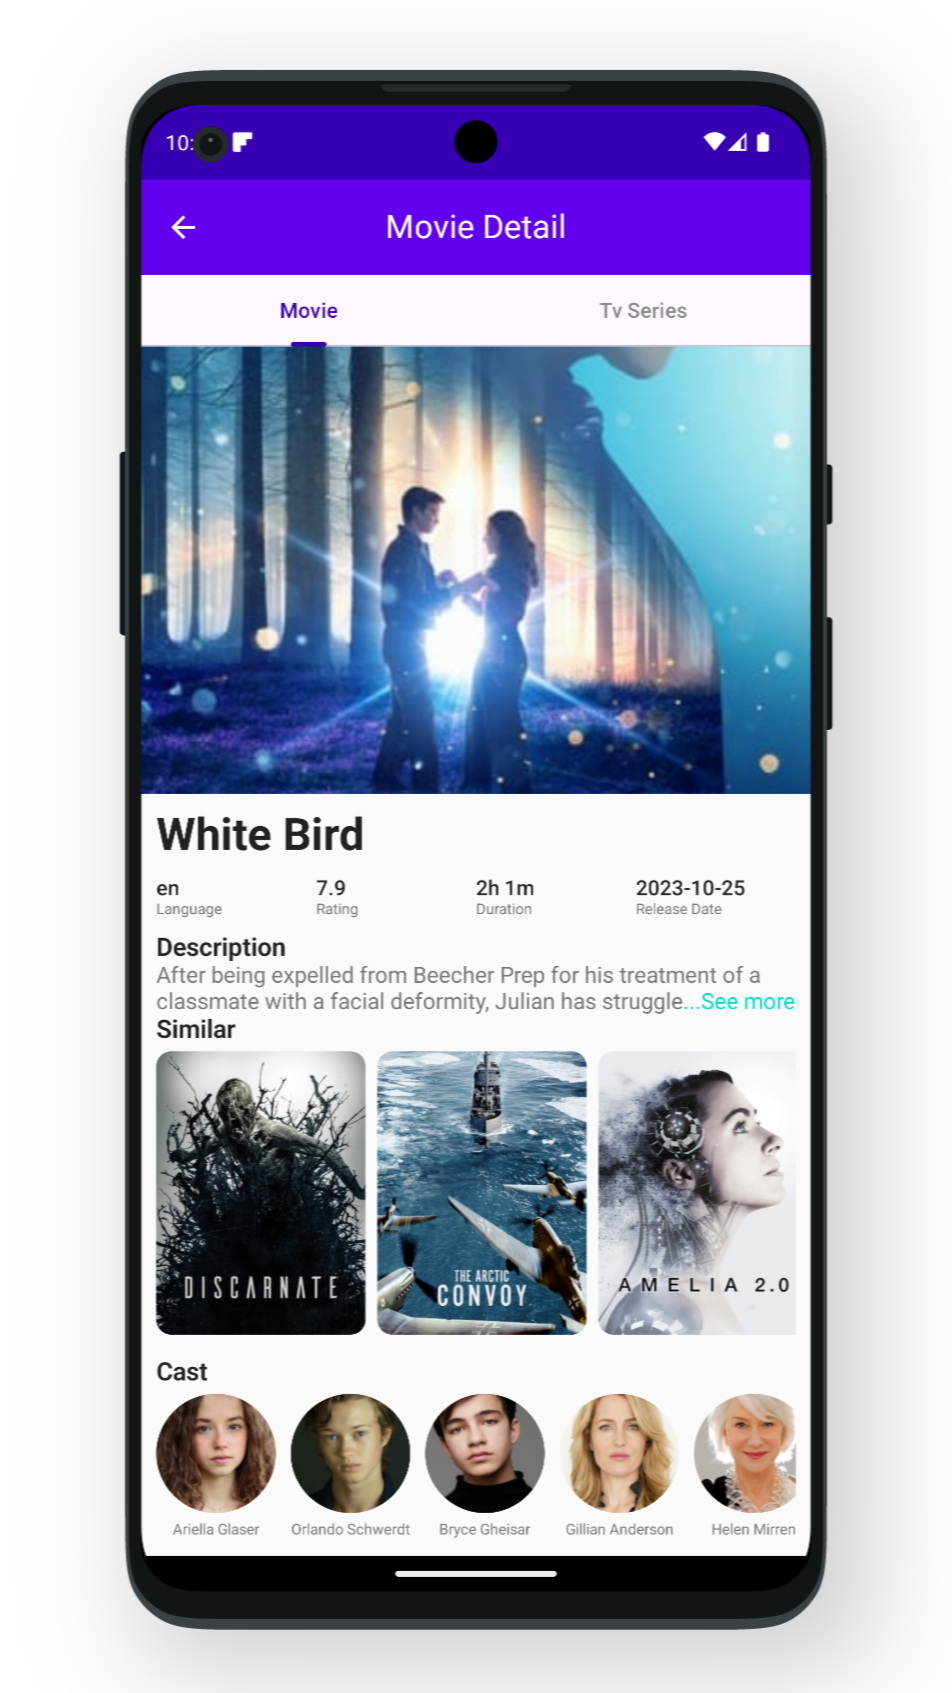 10:
Movie Detail
Movie
Tv Series
White Bird
en
7.9
2h 1m
2023-10-25
Language
Rating
Duration
Release Date
Description
After being expelled from Beecher Prep for his treatment of a
classmate with a facial deformity, Julian has struggle...See more
Similar
DISCARNATE
THE ARCTIC
CONVOY
AMELIA 2.0
Cast
Ariella Glaser
Orlando Schwerdt
Bryce Gheisar
Gillian Anderson
Helen Mirren